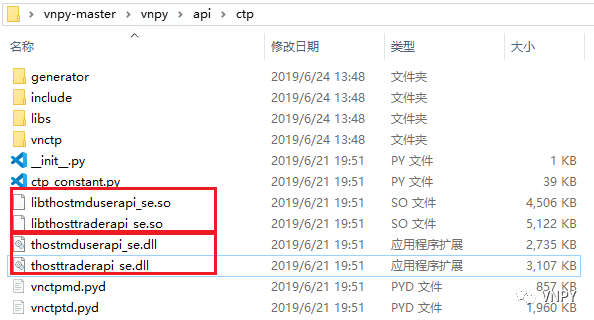 vnpy-master > vnpy > api > ctp
名称 修改日期 类型 大小
generator 2019/6/24 13:48 文件夹
include 2019/6/24 13:48 文件夹
libs 2019/6/24 13:48 文件夹
vnctp 2019/6/24 13:48 文件夹
__init__.py 2019/6/21 19:51 PY 文件 1 KB
ctp_constant.py 2019/6/21 19:51 PY 文件 39 KB
libthostmduserapi_se.so 2019/6/21 19:51 SO 文件 4,506 KB
libthosttraderapi_se.so 2019/6/21 19:51 SO 文件 5,122 KB
thostmduserapi_se.dll 2019/6/21 19:51 应用程序扩展 2,735 KB
thosttraderapi_se.dll 2019/6/21 19:51 应用程序扩展 3,107 KB
vnctpmd.pyd 2019/6/21 19:51 PYD 文件 857 KB
vnctptd.pyd 2019/6/21 19:51 PYD 文件 1,960 KB
VNPY